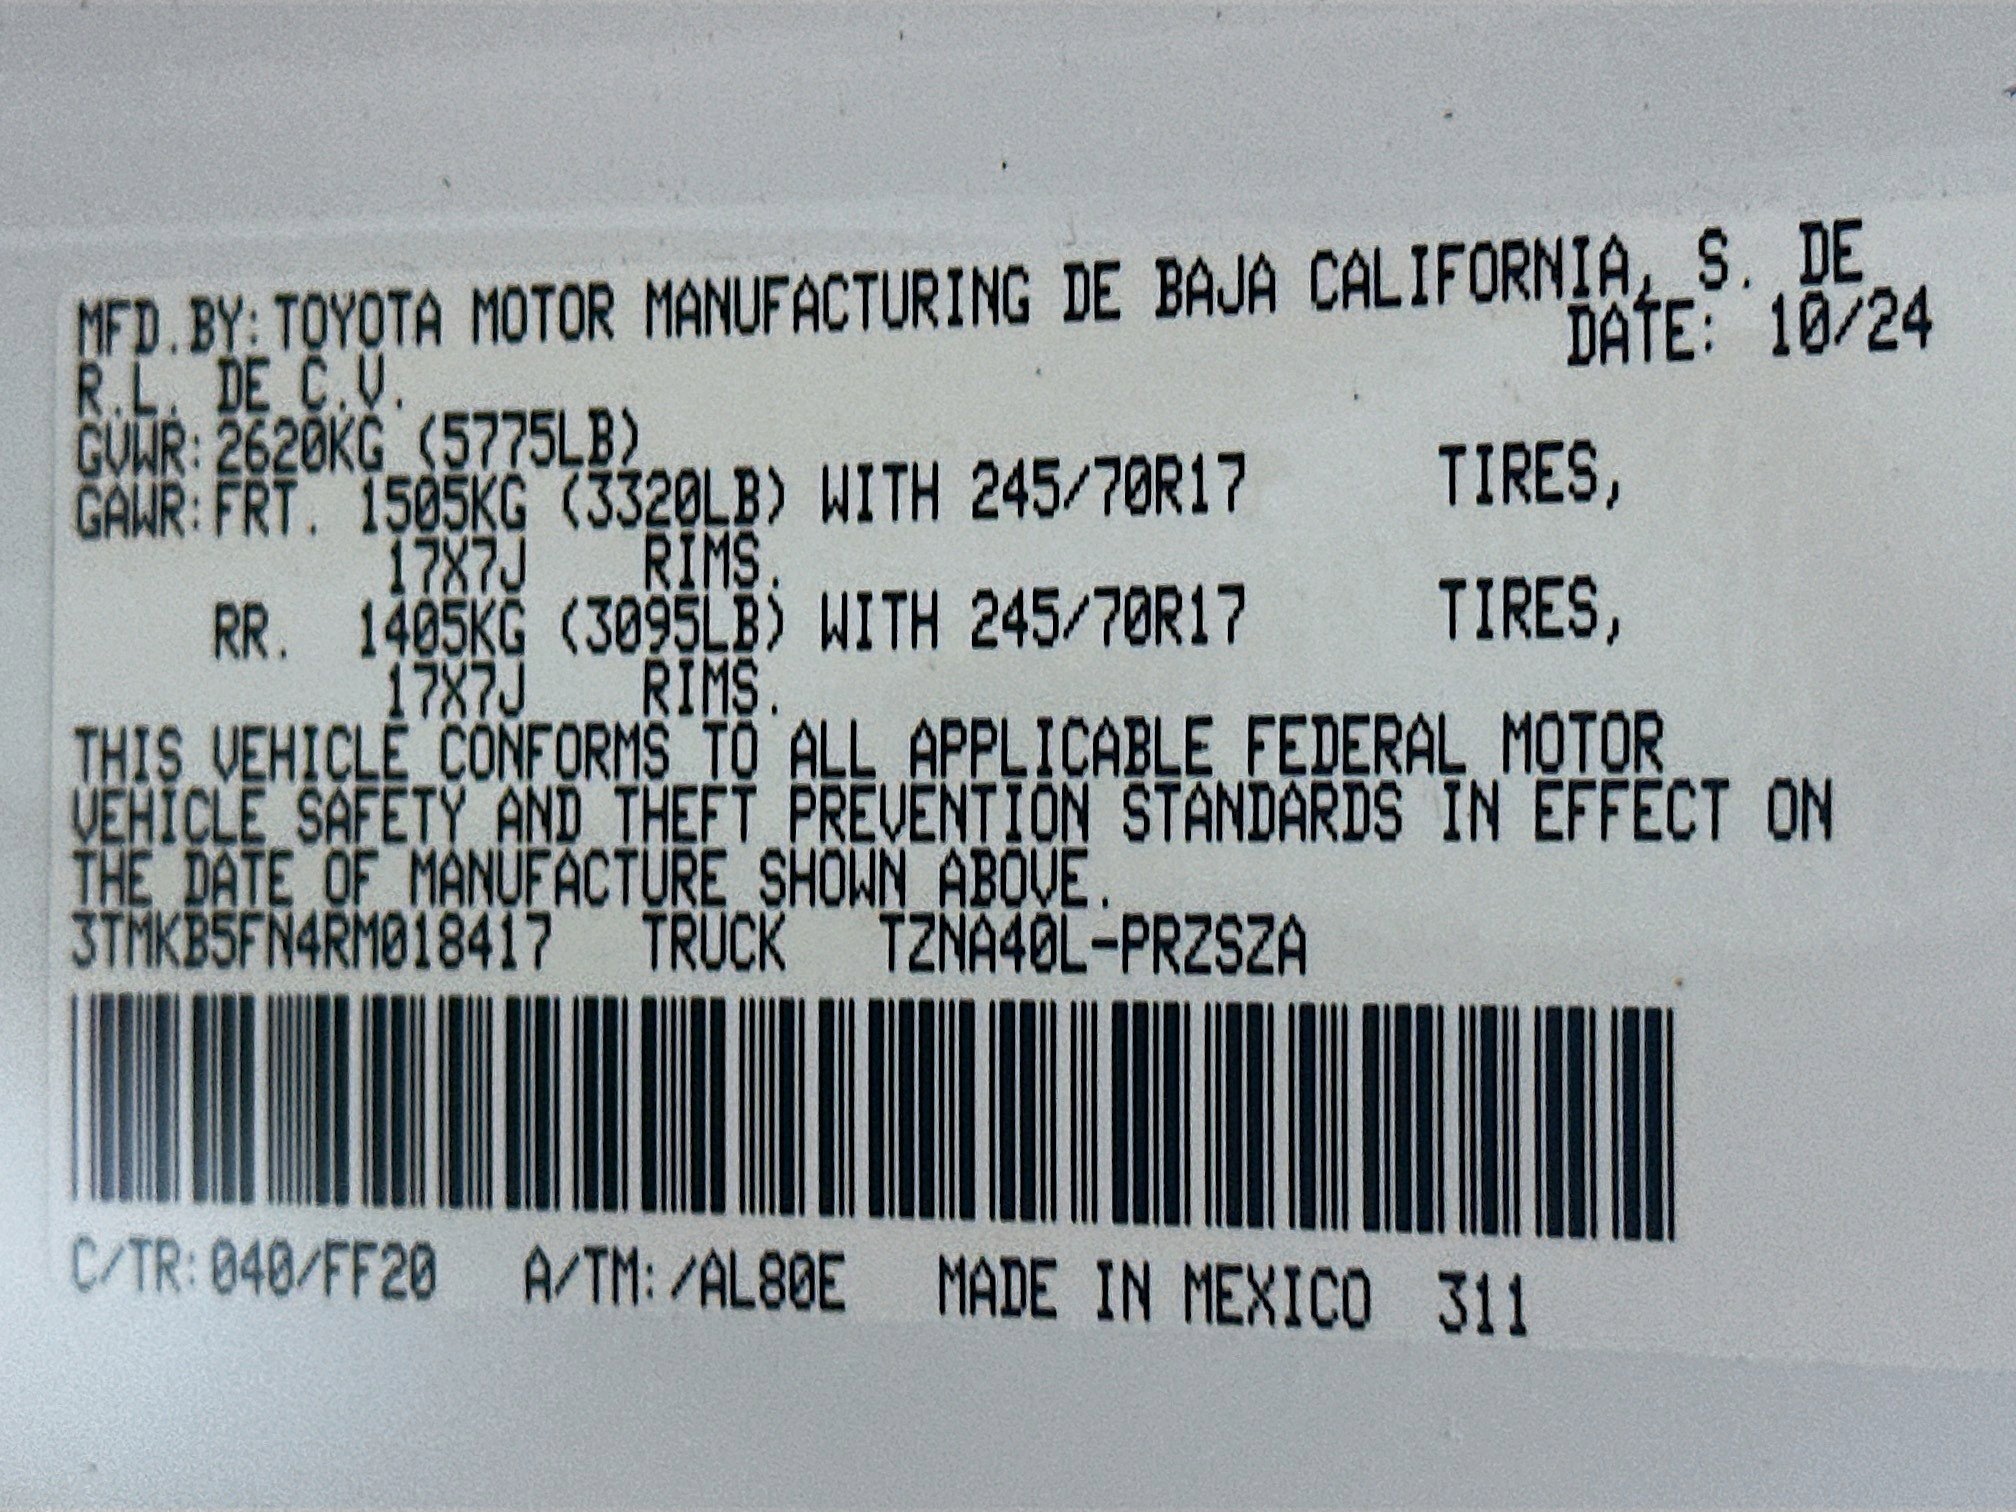 MFD.BY:TOYOTA MOTOR MANUFACTURING DE BAJA CALIFORNIA, S. DE
R.L. DE C.V. DATE: 10/24
GVWR:2620KG (5775LB)
GAWR:FRT. 1505KG (3320LB) WITH 245/70R17 TIRES,
17X7J RIMS.
RR. 1405KG (3095LB) WITH 245/70R17 TIRES,
17X7J RIMS.
THIS VEHICLE CONFORMS TO ALL APPLICABLE FEDERAL MOTOR
VEHICLE SAFETY AND THEFT PREVENTION STANDARDS IN EFFECT ON
THE DATE OF MANUFACTURE SHOWN ABOVE.
3TMKB5FN4RM018417 TRUCK TZNA40L-PRZSZA
C/TR:040/FF20 A/TM:/AL80E MADE IN MEXICO 311